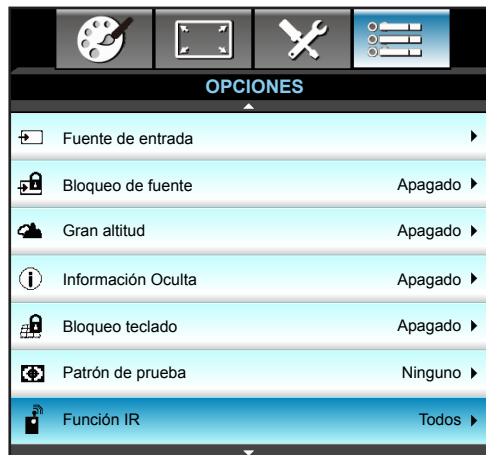 OPCIONES
Fuente de entrada
Bloqueo de fuente Apagado
Gran altitud Apagado
Información Oculta Apagado
Bloqueo teclado Apagado
Patrón de prueba Ninguno
Función IR Todos